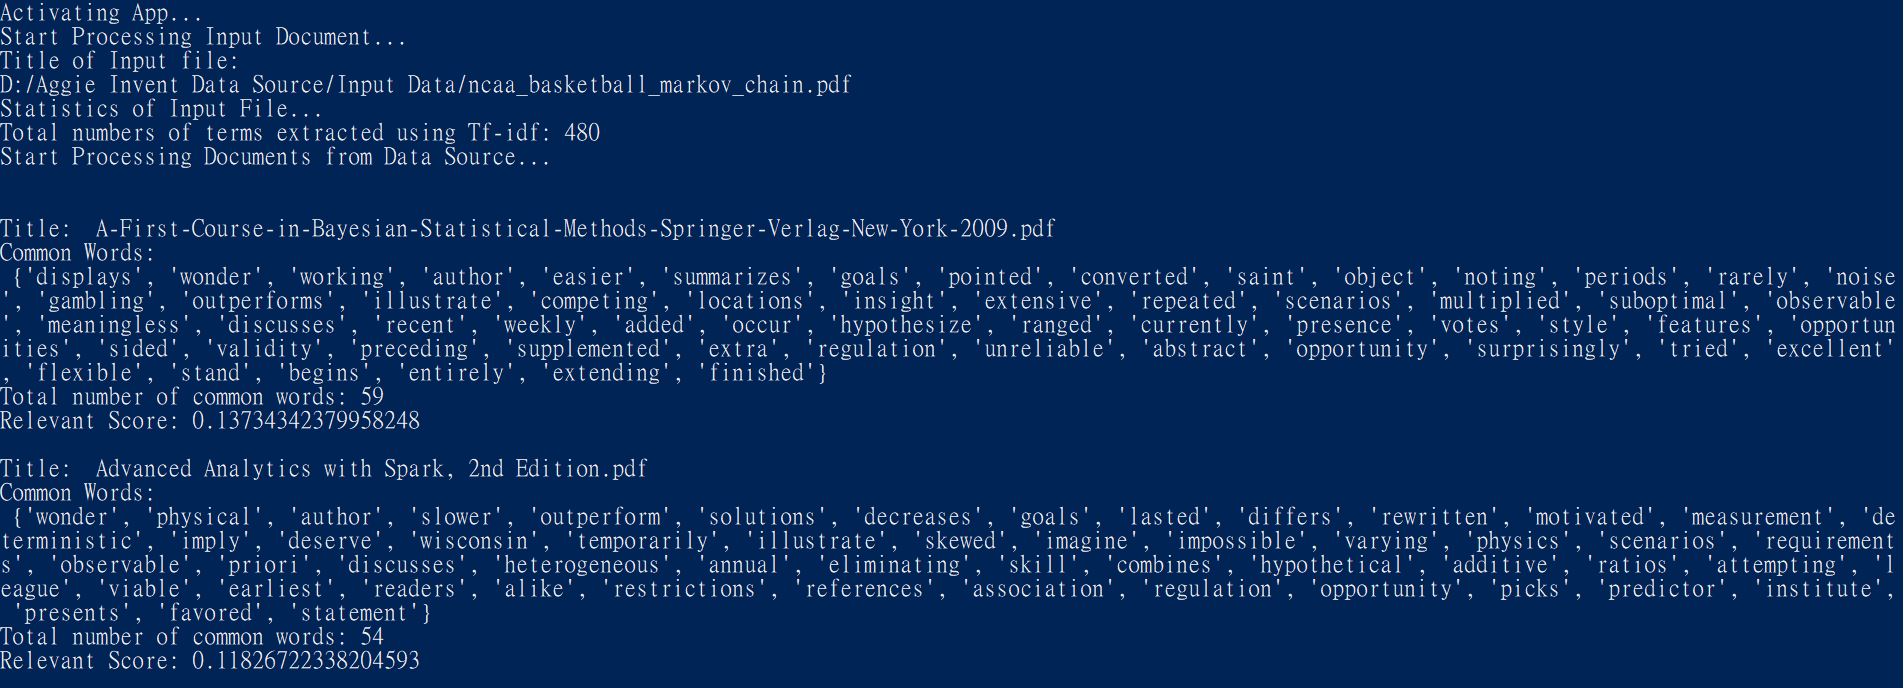 Activating App...
Start Processing Input Document...
Title of Input file:
D:/Aggie Invent Data Source/Input Data/ncaa_basketball_markov_chain.pdf
Statistics of Input File...
Total numbers of terms extracted using Tf-idf: 480
Start Processing Documents from Data Source...
Title:  A-First-Course-in-Bayesian-Statistical-Methods-Springer-Verlag-New-York-2009.pdf
Common Words:
 {'displays', 'wonder', 'working', 'author', 'easier', 'summarizes', 'goals', 'pointed', 'converted', 'saint', 'object', 'noting', 'periods', 'rarely', 'noise
', 'gambling', 'outperforms', 'illustrate', 'competing', 'locations', 'insight', 'extensive', 'repeated', 'scenarios', 'multiplied', 'suboptimal', 'observable
', 'meaningless', 'discusses', 'recent', 'weekly', 'added', 'occur', 'hypothesize', 'ranged', 'currently', 'presence', 'votes', 'style', 'features', 'opportun
ities', 'sided', 'validity', 'preceding', 'supplemented', 'extra', 'regulation', 'unreliable', 'abstract', 'opportunity', 'surprisingly', 'tried', 'excellent'
, 'flexible', 'stand', 'begins', 'entirely', 'extending', 'finished'}
Total number of common words: 59
Relevant Score: 0.13734342379958248
Title:  Advanced Analytics with Spark, 2nd Edition.pdf
Common Words:
 {'wonder', 'physical', 'author', 'slower', 'outperform', 'solutions', 'decreases', 'goals', 'lasted', 'differs', 'rewritten', 'motivated', 'measurement', 'de
terministic', 'imply', 'deserve', 'wisconsin', 'temporarily', 'illustrate', 'skewed', 'imagine', 'impossible', 'varying', 'physics', 'scenarios', 'requirement
s', 'observable', 'priori', 'discusses', 'heterogeneous', 'annual', 'eliminating', 'skill', 'combines', 'hypothetical', 'additive', 'ratios', 'attempting', 'l
eague', 'viable', 'earliest', 'readers', 'alike', 'restrictions', 'references', 'association', 'regulation', 'opportunity', 'picks', 'predictor', 'institute',
 'presents', 'favored', 'statement'}
Total number of common words: 54
Relevant Score: 0.11826722338204593